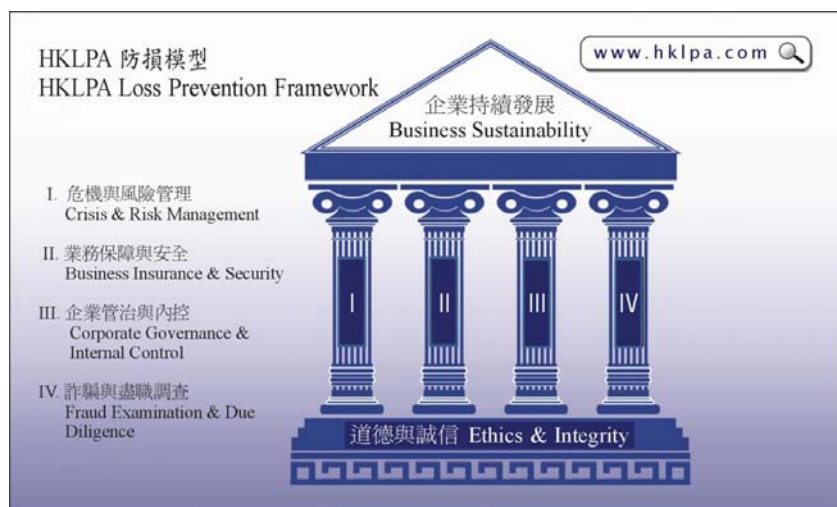 HKLPA 防損模型
HKLPA Loss Prevention Framework
www.hklpa.com
企業持續發展
Business Sustainability
I. 危機與風險管理
Crisis & Risk Management
II. 業務保障與安全
Business Insurance & Security
III. 企業管治與內控
Corporate Governance &
Internal Control
IV. 詐騙與盡職調查
Fraud Examination & Due
Diligence
I
II
III
IV
道德與誠信 Ethics & Integrity